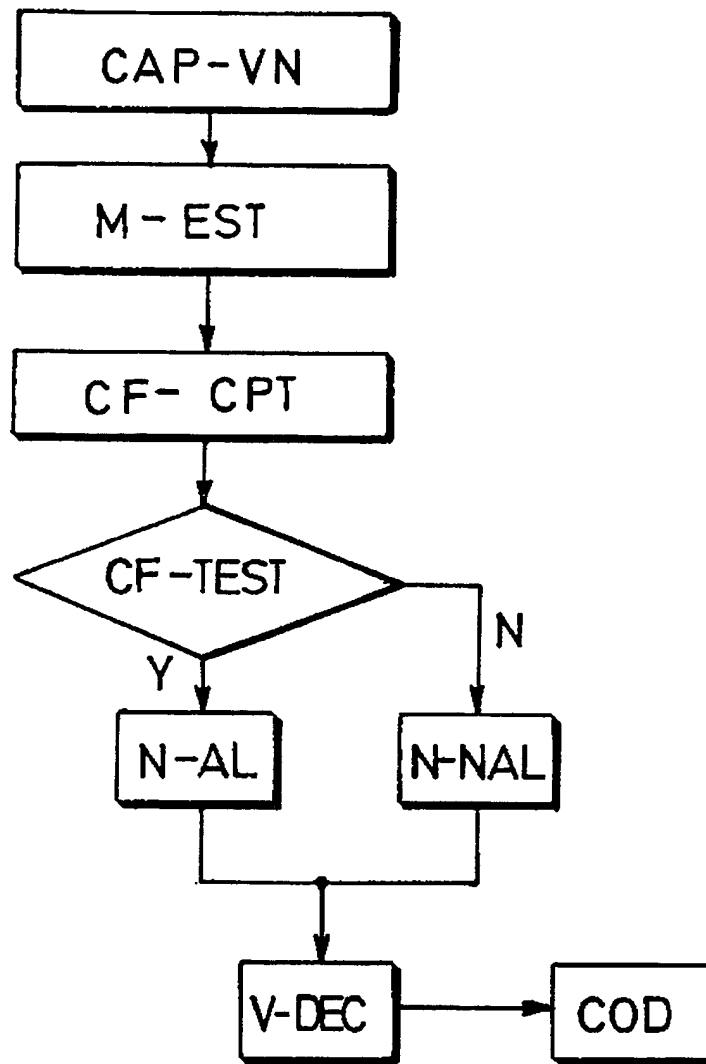 CAP-VN
M-EST
CF- CPT
CF-TEST
Y
N
N-AL
N-NAL
V-DEC
COD